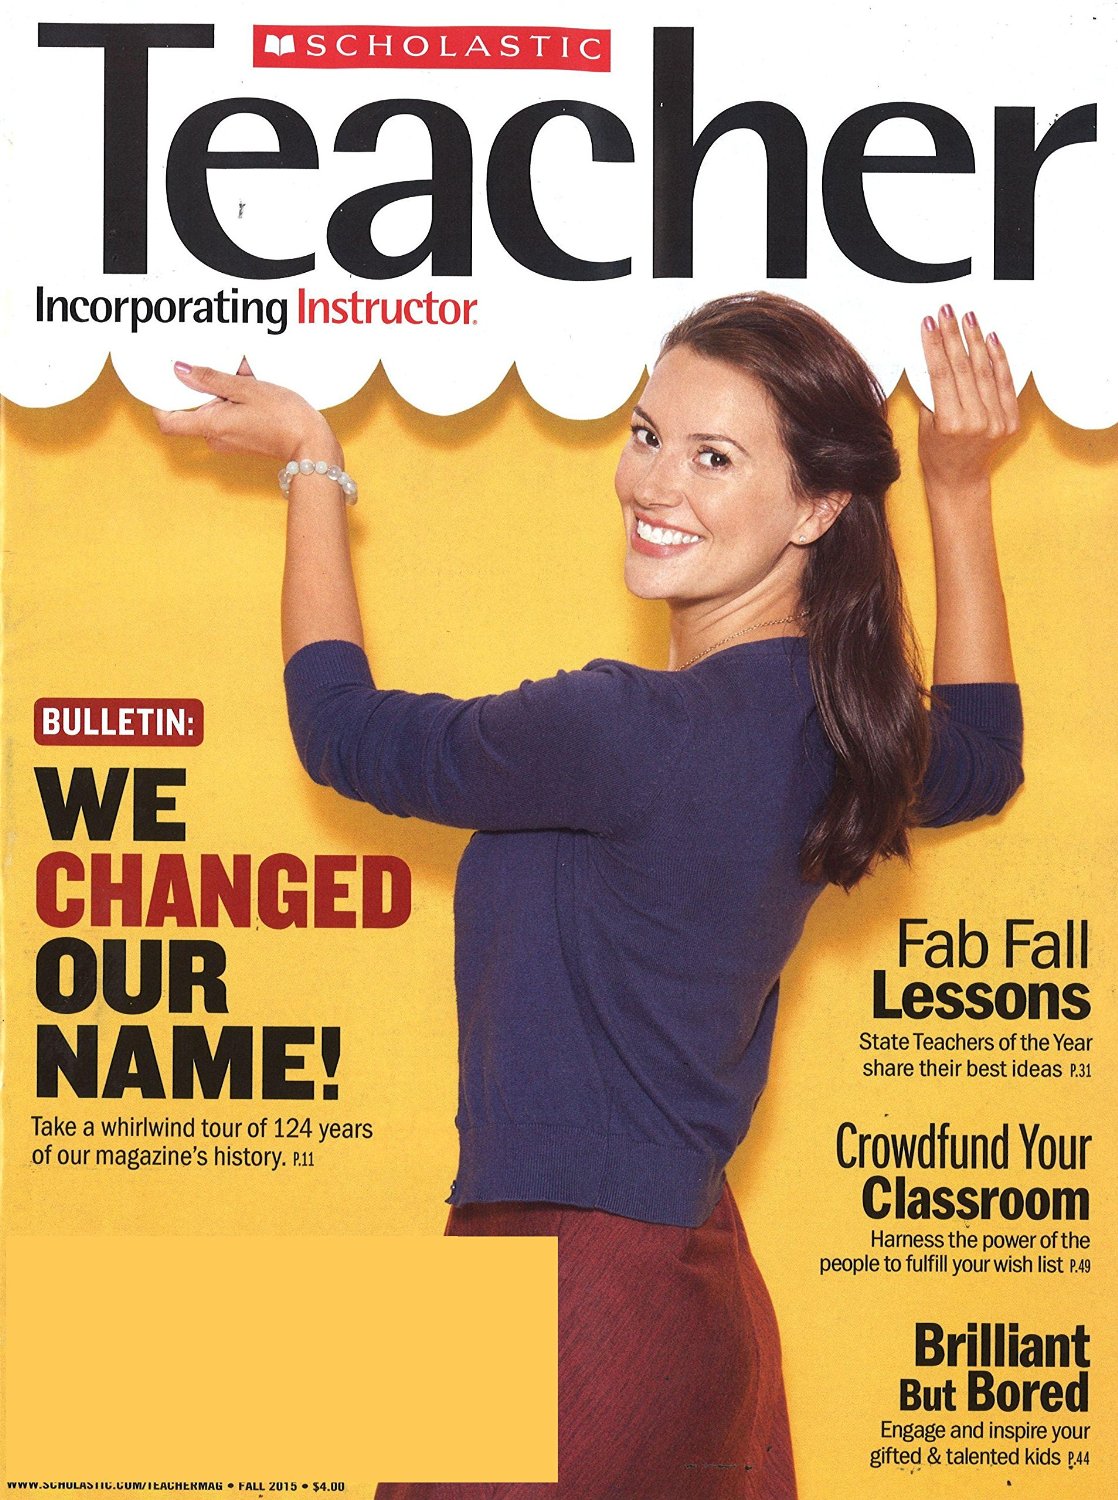 SCHOLASTIC
Teacher
Incorporating Instructor
BULLETIN:
WE
CHANGED
OUR
NAME!
Take a whirlwind tour of 124 years
of our magazine's history. P.11
Fab Fall
Lessons
State Teachers of the Year
share their best ideas P.31
Crowdfund Your
Classroom
Harness the power of the
people to fulfill your wish list P.49
Brilliant
But Bored
Engage and inspire your
gifted & talented kids P.44
WWW.SCHOLASTIC.COM/TEACHERMAG • FALL 2015 • $4.00